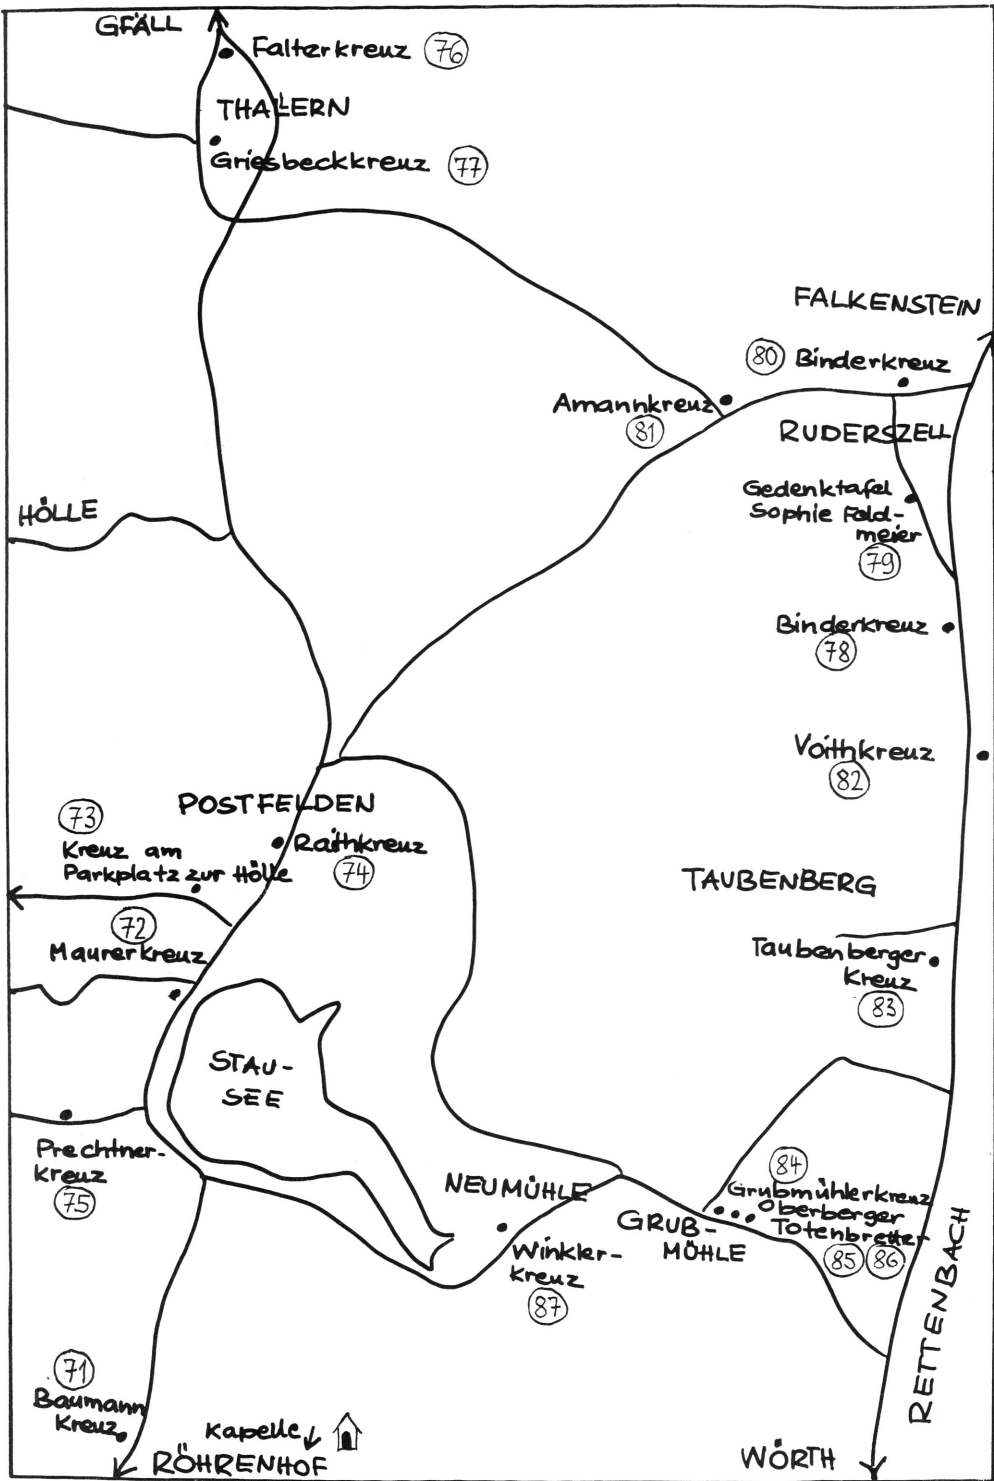 GFÄLL
Falterkreuz 76
THALLERN
Griesbeckkreuz 77
FALKENSTEIN
80 Binderkreuz
Amannkreuz
81
RUDERSZELL
Gedenktafel
Sophie Feld-
meier
79
HÖLLE
Binderkreuz
78
Voithkreuz
82
POSTFELDEN
73
Kreuz am
Parkplatz zur Hölle
Raithkreuz
74
TAUBENBERG
72
Maurerkreuz
Taubenberger
Kreuz
83
STAU-
SEE
Prechtner-
kreuz
75
NEUMÜHLE
84
Grubmühlerkreuz
Oberberger
Totenbretter
85 86
GRUB-
MÜHLE
Winkler-
kreuz
87
RETTENBACH
71
Baumann
Kreuz
Kapelle
RÖHRENHOF
WÖRTH